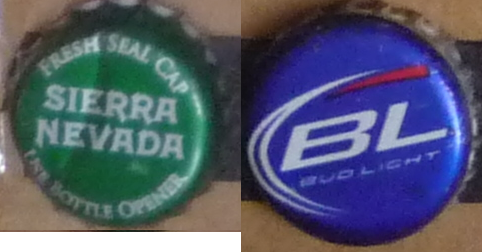 FRESH SEAL CAP
SIERRA
NEVADA
USE BOTTLE OPENER
BL
BUD LIGHT